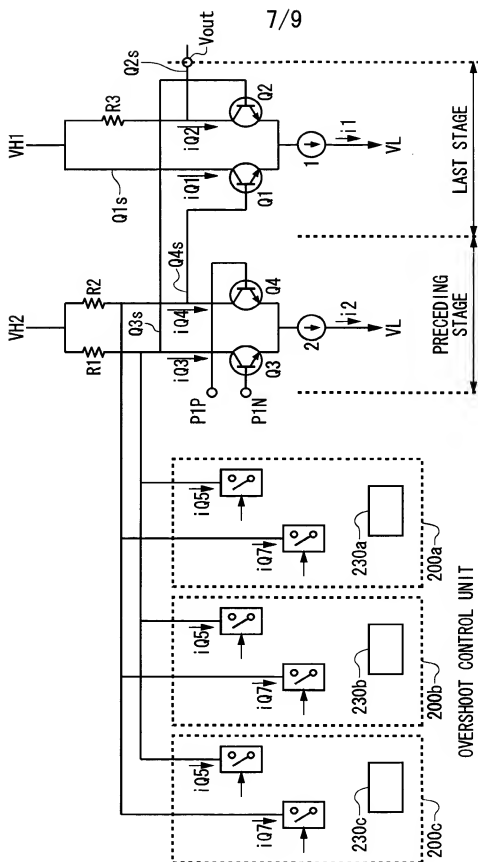 7/9
VH1
R3
Q2s
Vout
Q1s
iQ1
iQ2
Q2
Q1
1
i1
VL
LAST STAGE
VH2
R1
R2
Q3s
Q4s
iQ3
iQ4
Q4
Q3
P1P
P1N
2
i2
VL
PRECEDING
STAGE
iQ5
iQ7
230a
200a
iQ5
iQ7
230b
200b
iQ5
iQ7
230c
200c
OVERSHOOT CONTROL UNIT